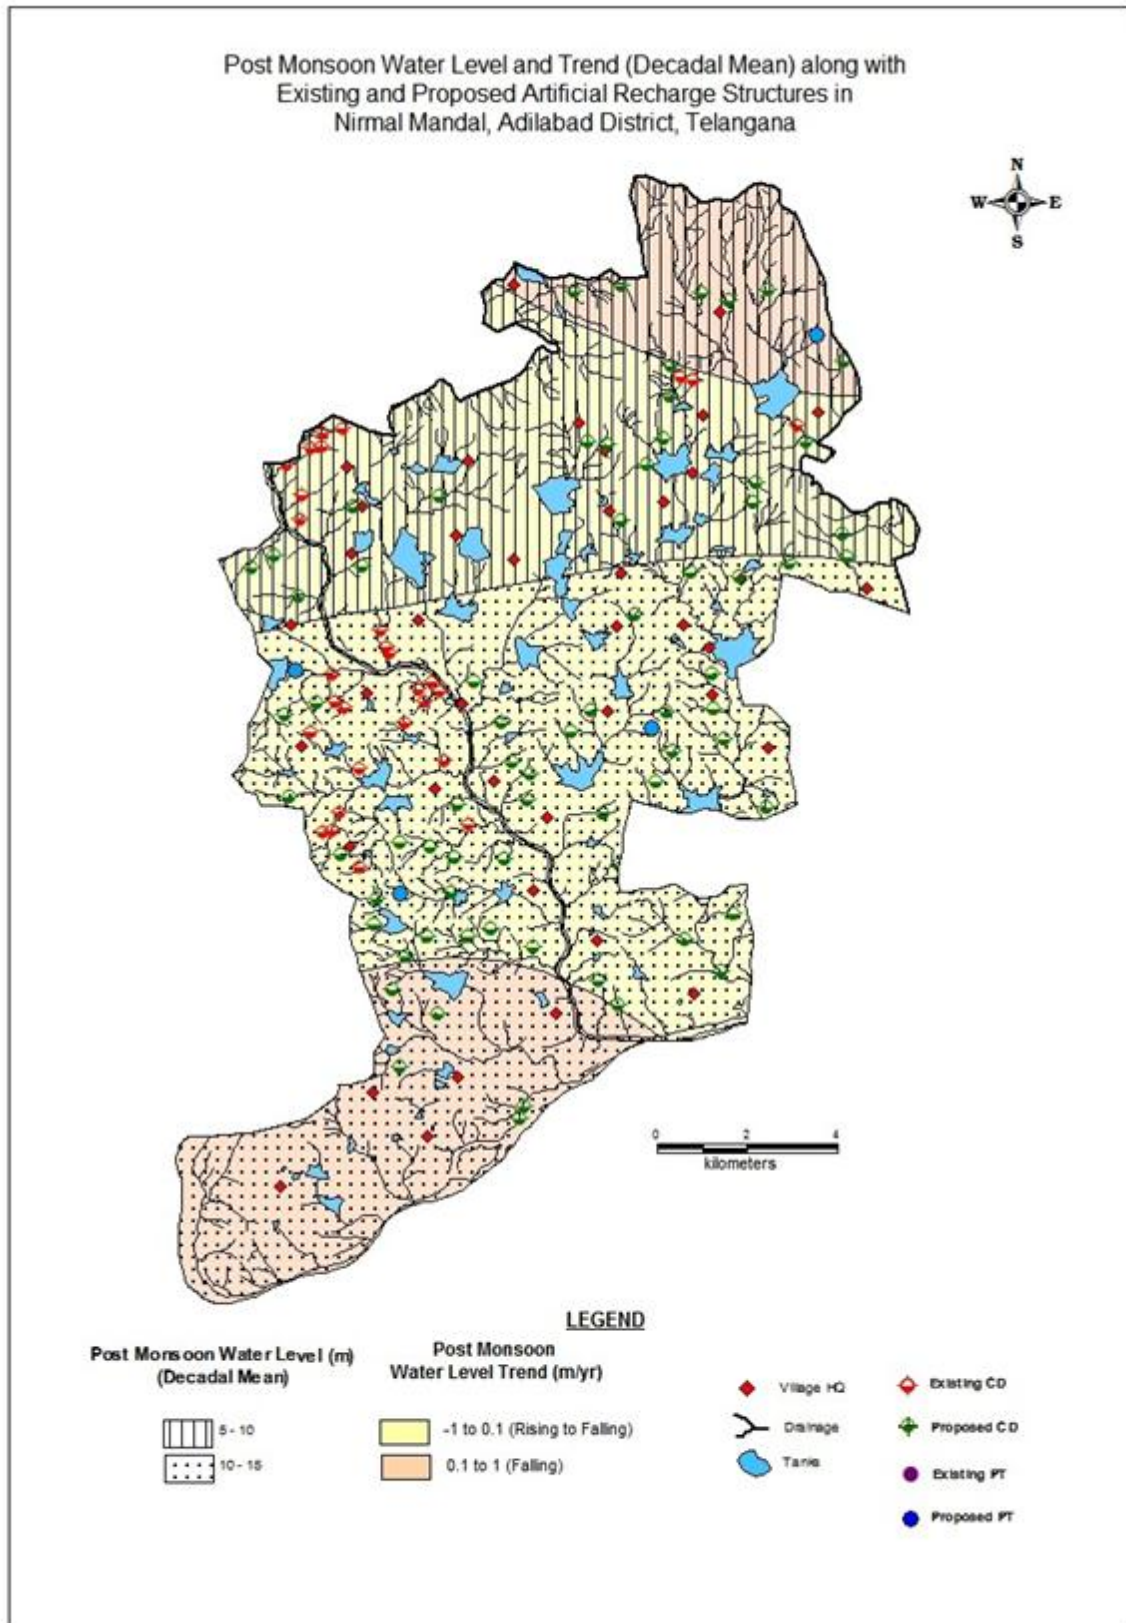 Post Monsoon Water Level and Trend (Decadal Mean) along with
Existing and Proposed Artificial Recharge Structures in
Nirmal Mandal, Adilabad District, Telangana
N
W E
S
0 2 4
kilometers
LEGEND
Post Monsoon Water Level (m)
(Decadal Mean)
5 - 10
10 - 15
Post Monsoon
Water Level Trend (m/yr)
-1 to 0.1 (Rising to Falling)
0.1 to 1 (Falling)
Village HQ
Drainage
Tanks
Existing CD
Proposed CD
Existing PT
Proposed PT